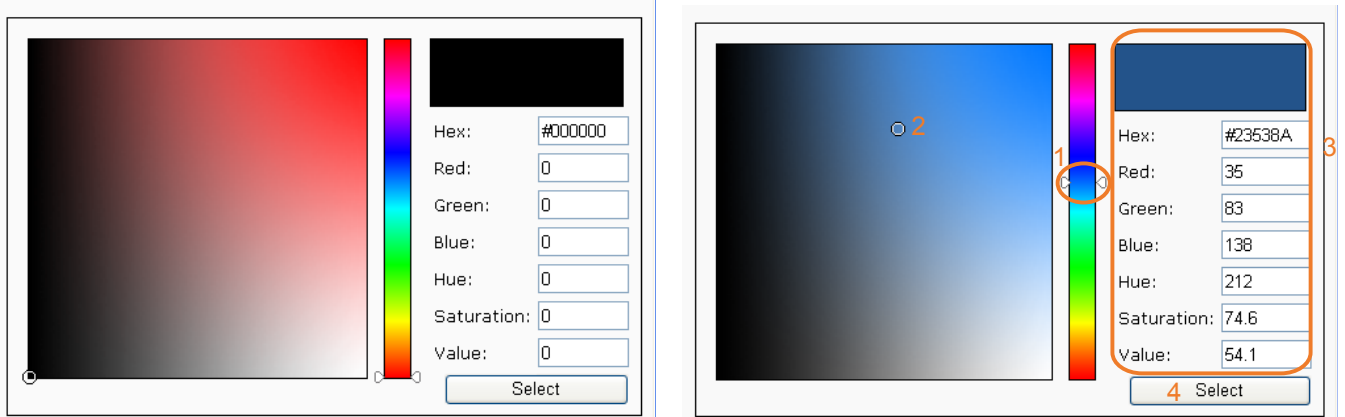 Hex: #000000
Red: 0
Green: 0
Blue: 0
Hue: 0
Saturation: 0
Value: 0
Select
2
1
3
Hex: #23538A
Red: 35
Green: 83
Blue: 138
Hue: 212
Saturation: 74.6
Value: 54.1
4 Select